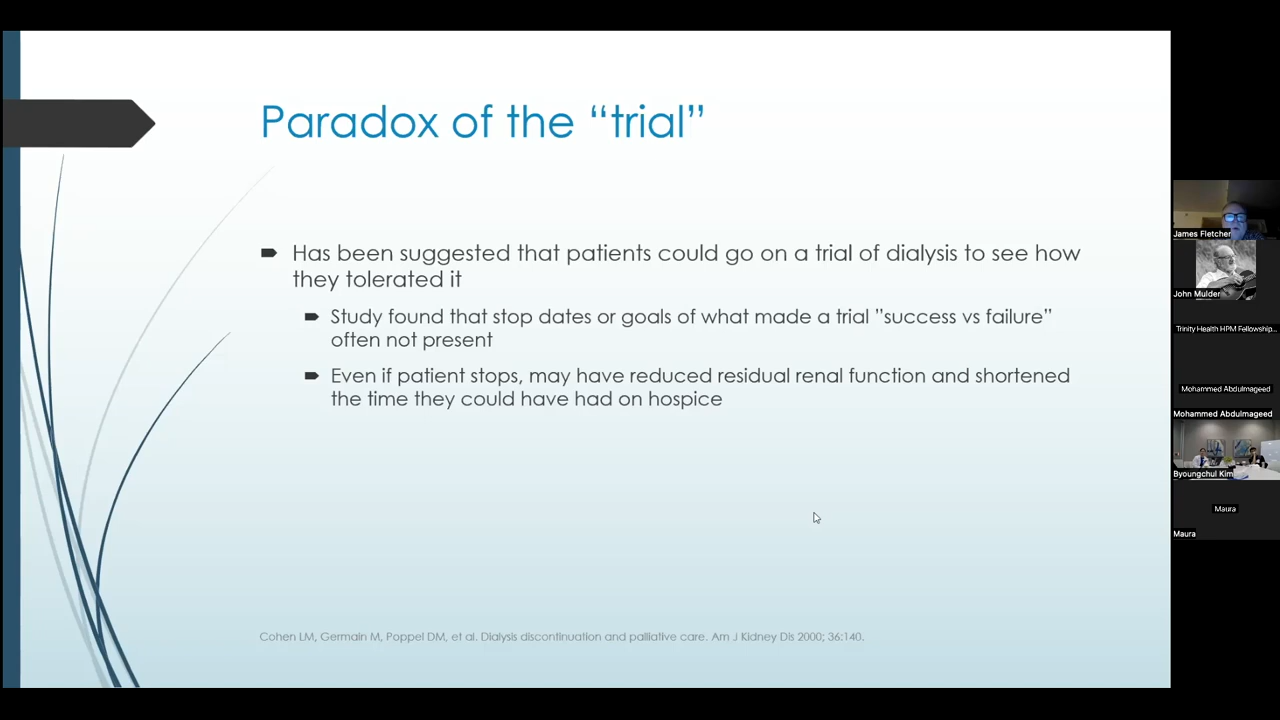 Paradox of the “trial”
Has been suggested that patients could go on a trial of dialysis to see how
they tolerated it
Study found that stop dates or goals of what made a trial ”success vs failure”
often not present
Even if patient stops, may have reduced residual renal function and shortened
the time they could have had on hospice
Cohen LM, Germain M, Poppel DM, et al. Dialysis discontinuation and palliative care. Am J Kidney Dis 2000; 36:140.
James Fletcher
John Mulder
Trinity Health HPM Fellowship...
Mohammed Abdulmageed
Mohammed Abdulmageed
Byoungchul Kim
Maura
Maura